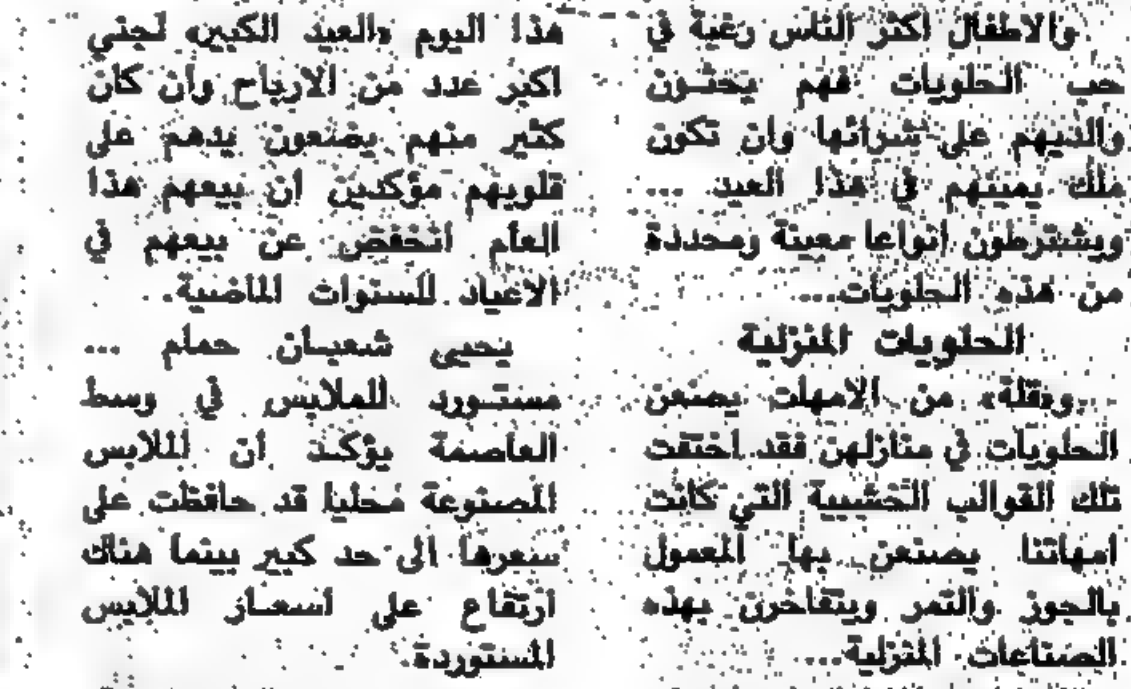 والاطفال اكثر الناس رغبة في
حب الحلويات فهم يحثون
والديهم على شرائها وان تكون
ملك يمينهم في هذا العيد ...
ويشترطون انواعا معينة ومحددة
من هذه الحلويات...
الحلويات المنزلية
وقلة من الامهات يصنعن
الحلويات في منازلهن فقد اختفت
تلك القوالب الخشبية التي كانت
امهاتنا يصنعن بها المعمول
بالجوز والتمر ويتفاخرن بهذه
الصناعات المنزلية...
هذا اليوم «العيد الكبير» لجني
اكبر عدد من الارباح وان كان
كثير منهم يضعون يدهم على
قلوبهم مؤكدين ان بيعهم هذا
العام انخفض عن بيعهم في
الاعياد للسنوات الماضية.
يحيى شعبان حمام ...
مستورد للملابس في وسط
العاصمة يؤكد ان الملابس
المصنوعة محليا قد حافظت على
سعرها الى حد كبير بينما هناك
ارتفاع على اسعار الملابس
المستوردة.